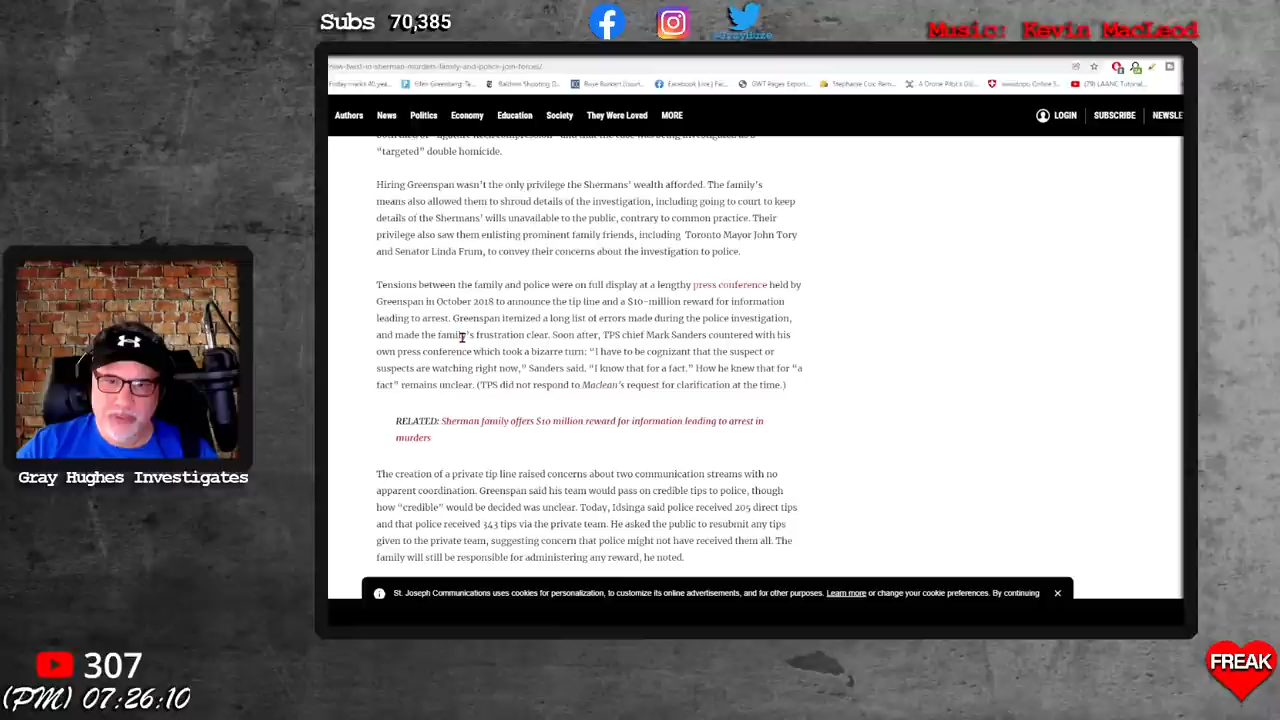 Subs 70,385
Music: Kevin MacLeod
new-twist-in-sherman-murders-family-and-police-join-forces/
Authors News Politics Economy Education Society They Were Loved MORE
LOGIN SUBSCRIBE NEWSLE
"targeted" double homicide.
Hiring Greenspan wasn't the only privilege the Shermans' wealth afforded. The family's
means also allowed them to shroud details of the investigation, including going to court to keep
details of the Shermans' wills unavailable to the public, contrary to common practice. Their
privilege also saw them enlisting prominent family friends, including Toronto Mayor John Tory
and Senator Linda Frum, to convey their concerns about the investigation to police.
Tensions between the family and police were on full display at a lengthy press conference held by
Greenspan in October 2018 to announce the tip line and a $10-million reward for information
leading to arrest. Greenspan itemized a long list of errors made during the police investigation,
and made the family's frustration clear. Soon after, TPS chief Mark Sanders countered with his
own press conference which took a bizarre turn: "I have to be cognizant that the suspect or
suspects are watching right now," Sanders said. "I know that for a fact." How he knew that for "a
fact" remains unclear. (TPS did not respond to Maclean's request for clarification at the time.)
RELATED: Sherman family offers $10 million reward for information leading to arrest in
murders
The creation of a private tip line raised concerns about two communication streams with no
apparent coordination. Greenspan said his team would pass on credible tips to police, though
how "credible" would be decided was unclear. Today, Idsinga said police received 205 direct tips
and that police received 343 tips via the private team. He asked the public to resubmit any tips
given to the private team, suggesting concern that police might not have received them all. The
family will still be responsible for administering any reward, he noted.
St. Joseph Communications uses cookies for personalization, to customize its online advertisements, and for other purposes. Learn more or change your cookie preferences. By continuing
Gray Hughes Investigates
307
(PM) 07:26:10
FREAK